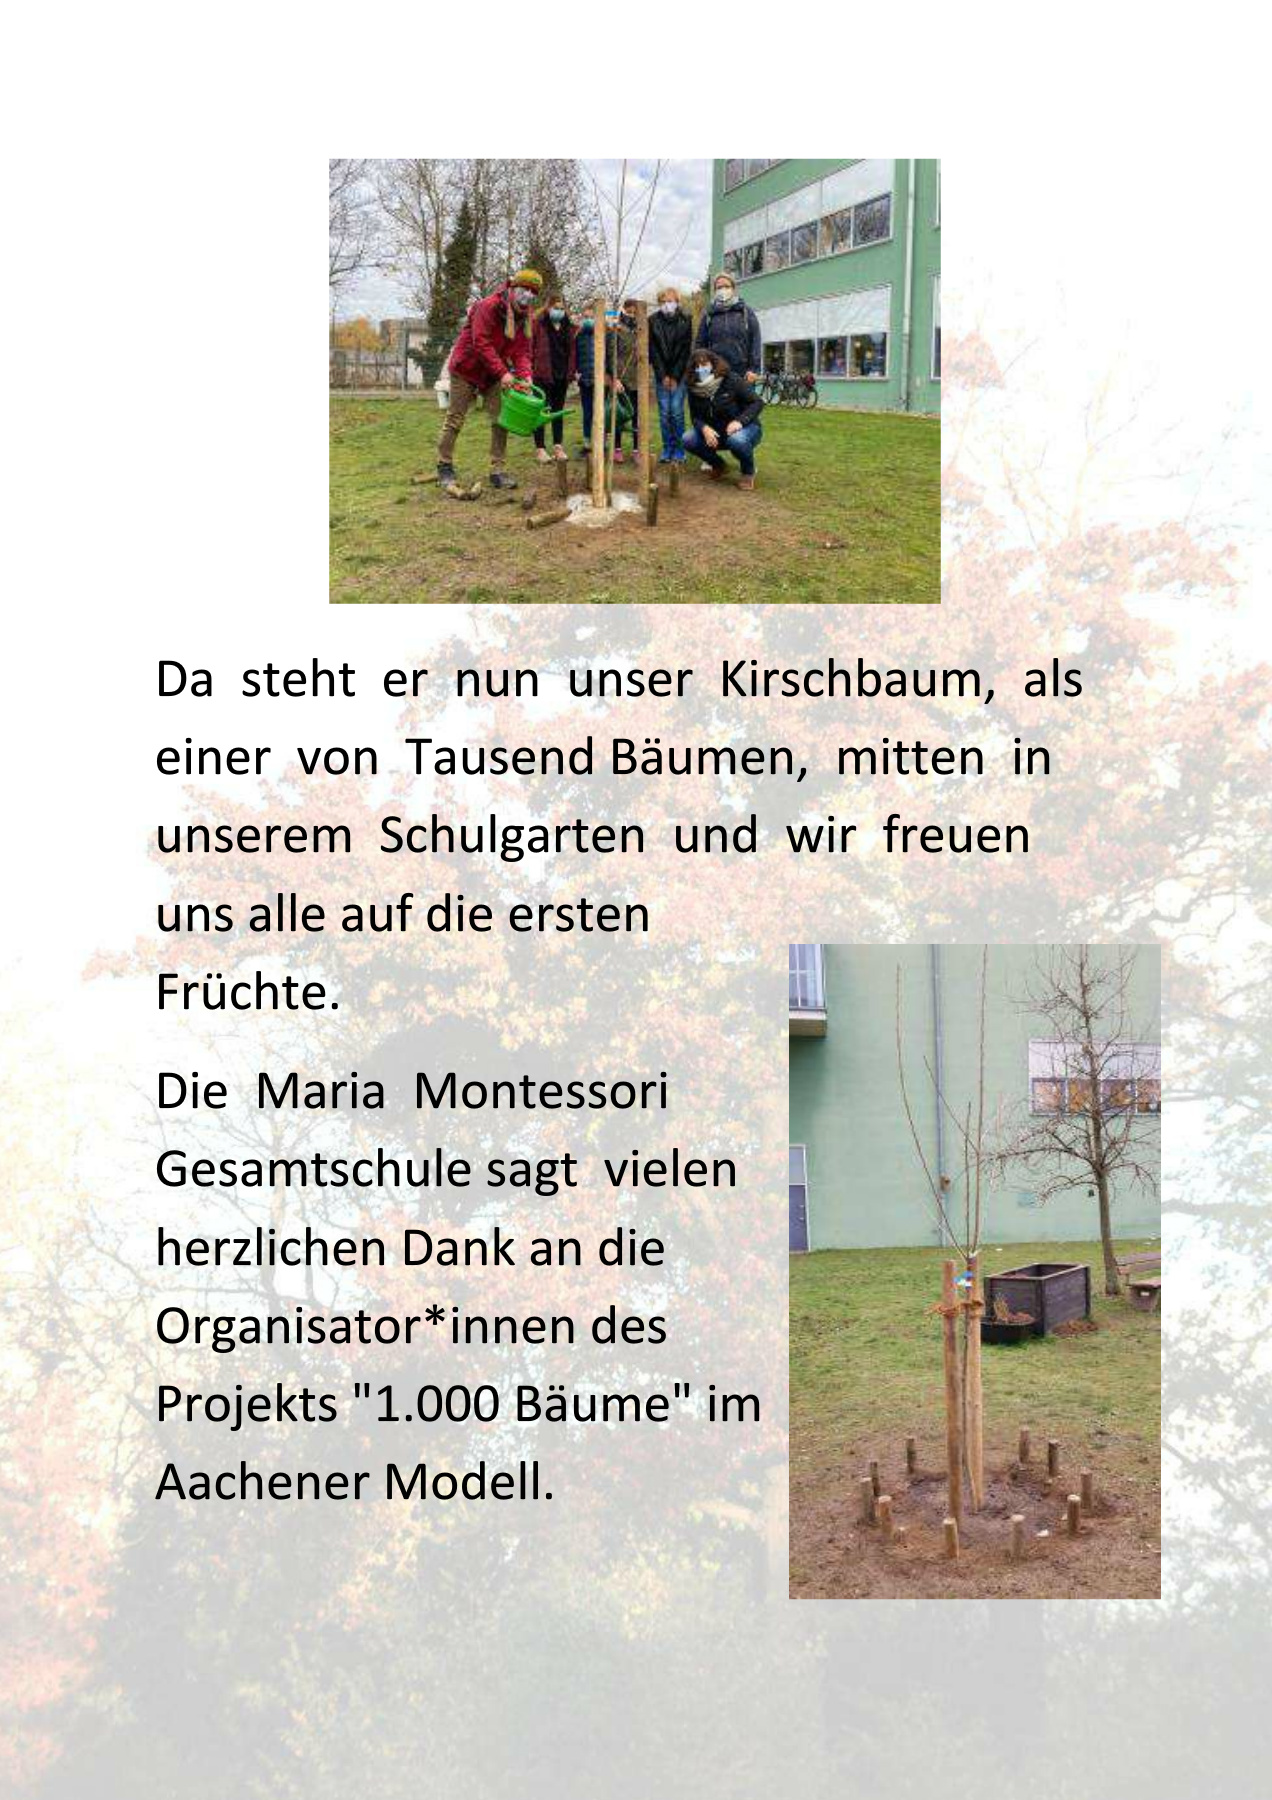 Da steht er nun unser Kirschbaum, als
einer von Tausend Bäumen, mitten in
unserem Schulgarten und wir freuen
uns alle auf die ersten
Früchte.
Die Maria Montessori
Gesamtschule sagt vielen
herzlichen Dank an die
Organisator*innen des
Projekts "1.000 Bäume" im
Aachener Modell.